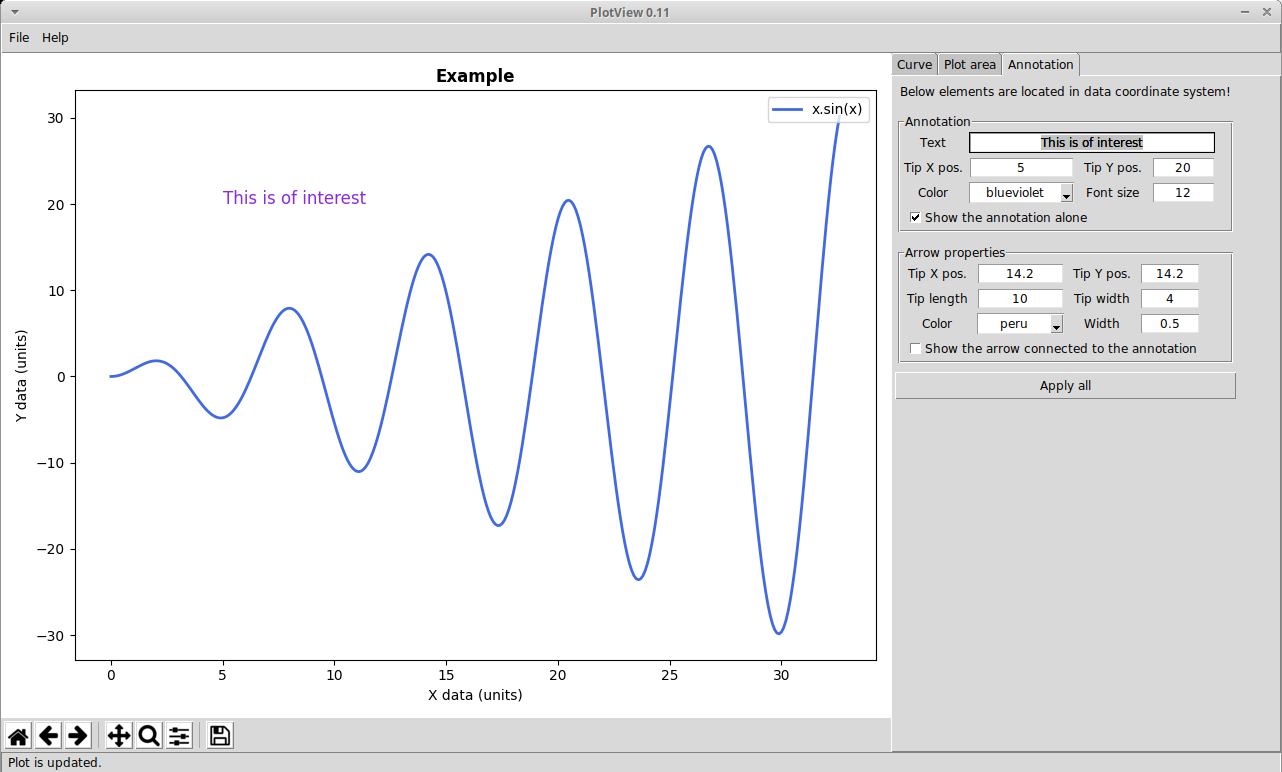 PlotView 0.11
File Help
Example
x.sin(x)
This is of interest
30
20
10
0
−10
−20
−30
Y data (units)
0 5 10 15 20 25 30
X data (units)
Curve Plot area Annotation
Below elements are located in data coordinate system!
Annotation
Text This is of interest
Tip X pos. 5 Tip Y pos. 20
Color blueviolet Font size 12
Show the annotation alone
Arrow properties
Tip X pos. 14.2 Tip Y pos. 14.2
Tip length 10 Tip width 4
Color peru Width 0.5
Show the arrow connected to the annotation
Apply all
Plot is updated.